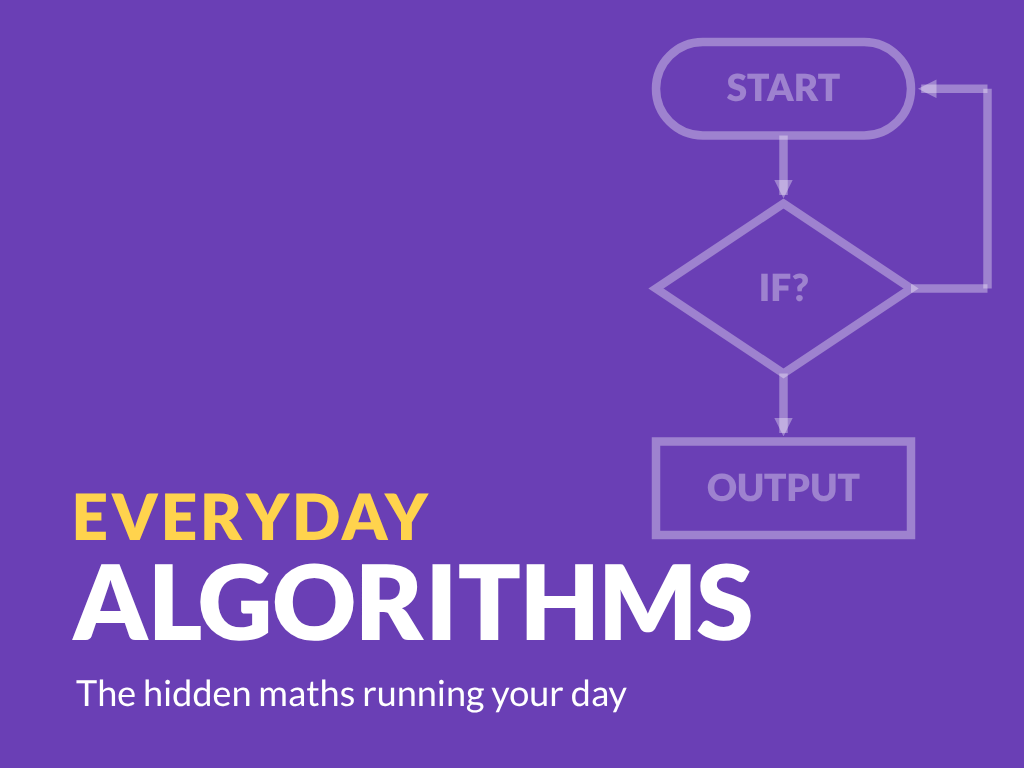 START
IF?
OUTPUT
EVERYDAY
ALGORITHMS
The hidden maths running your day